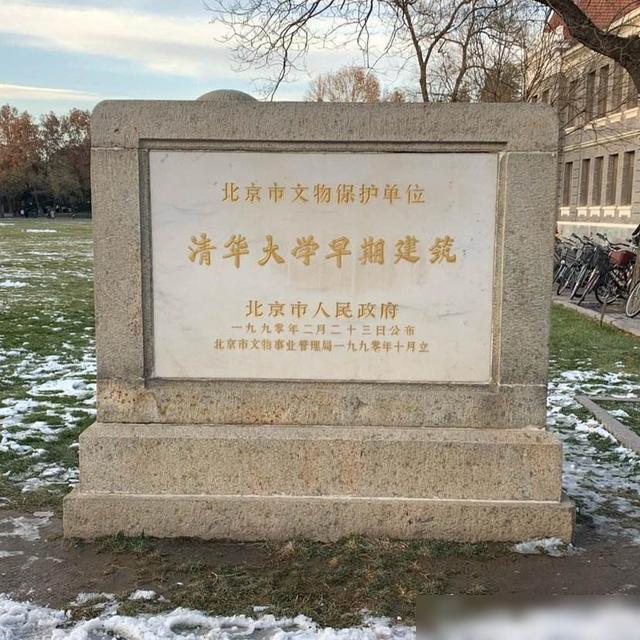 北京市文物保护单位
清华大学早期建筑
北京市人民政府
一九九零年二月二十三日公布
北京市文物事业管理局一九九零年十月立